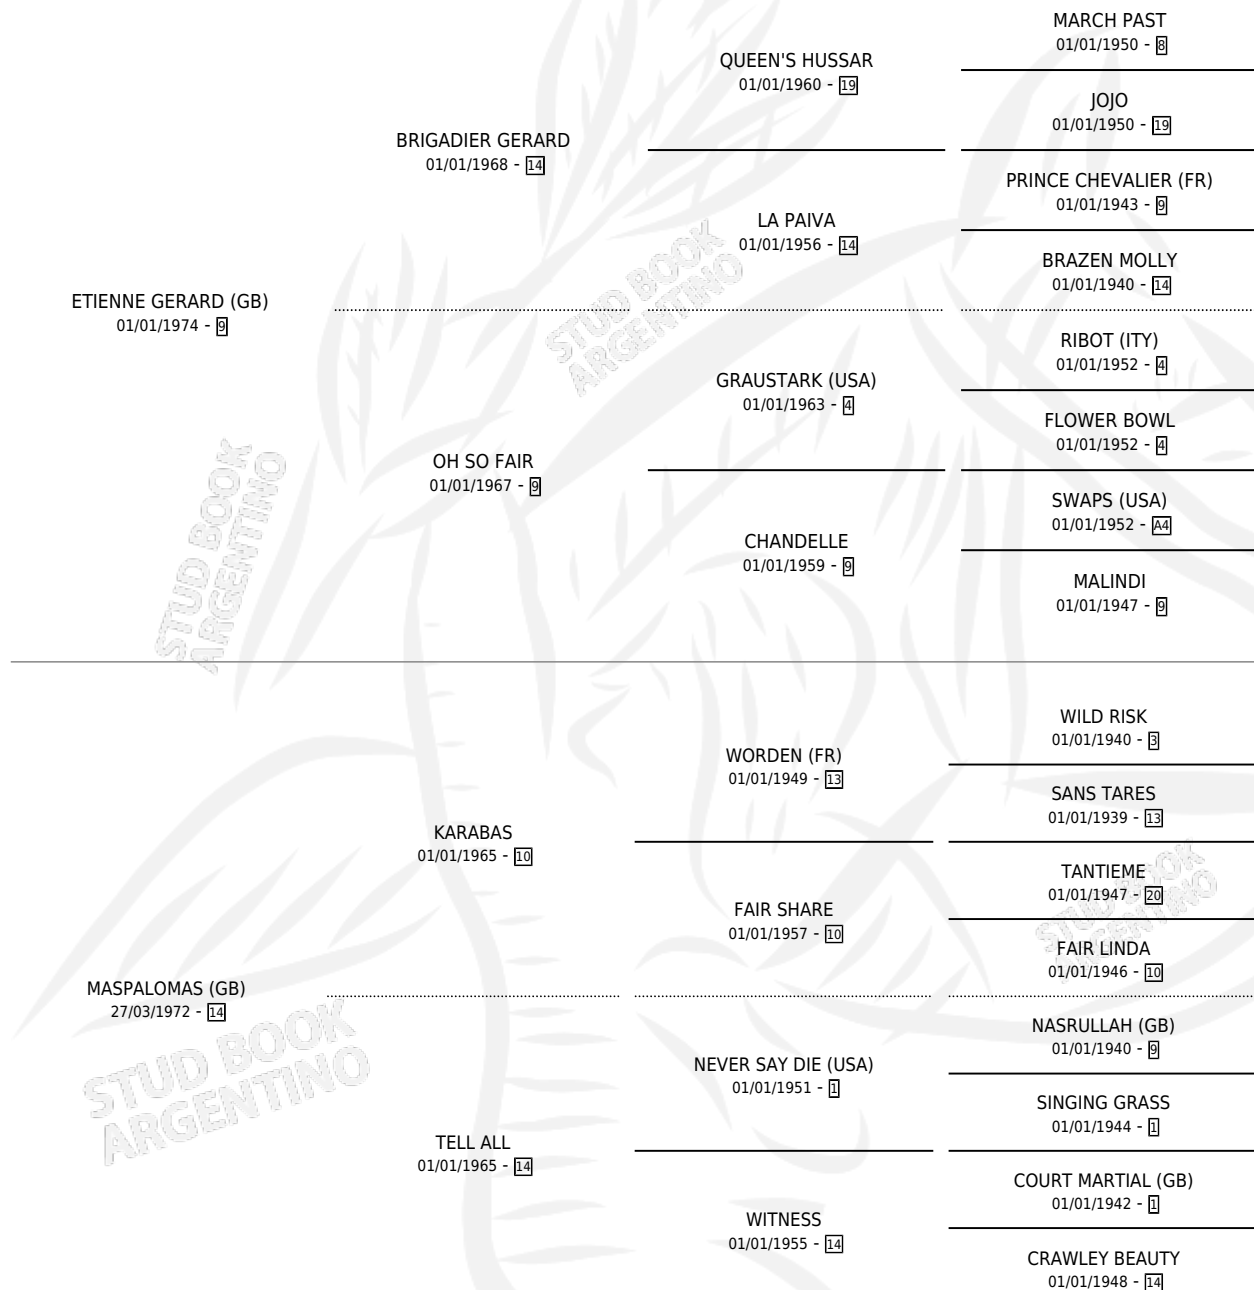 MARCH PAST
01/01/1950 - 8
QUEEN'S HUSSAR
01/01/1960 - 19
JOJO
01/01/1950 - 19
BRIGADIER GERARD
01/01/1968 - 14
PRINCE CHEVALIER (FR)
01/01/1943 - 9
LA PAIVA
01/01/1956 - 14
BRAZEN MOLLY
01/01/1940 - 14
ETIENNE GERARD (GB)
01/01/1974 - 9
RIBOT (ITY)
01/01/1952 - 4
GRAUSTARK (USA)
01/01/1963 - 4
FLOWER BOWL
01/01/1952 - 4
OH SO FAIR
01/01/1967 - 9
SWAPS (USA)
01/01/1952 - A4
CHANDELLE
01/01/1959 - 9
MALINDI
01/01/1947 - 9
WILD RISK
01/01/1940 - 3
WORDEN (FR)
01/01/1949 - 13
SANS TARES
01/01/1939 - 13
KARABAS
01/01/1965 - 10
TANTIEME
01/01/1947 - 20
FAIR SHARE
01/01/1957 - 10
FAIR LINDA
01/01/1946 - 10
MASPALOMAS (GB)
27/03/1972 - 14
NASRULLAH (GB)
01/01/1940 - 9
NEVER SAY DIE (USA)
01/01/1951 - 1
SINGING GRASS
01/01/1944 - 1
TELL ALL
01/01/1965 - 14
COURT MARTIAL (GB)
01/01/1942 - 1
WITNESS
01/01/1955 - 14
CRAWLEY BEAUTY
01/01/1948 - 14
STUD BOOK
ARGENTINO
STUD BOOK
ARGENTINO
STUD BOOK
ARGENTINO
STUD BOOK
ARGENTINO